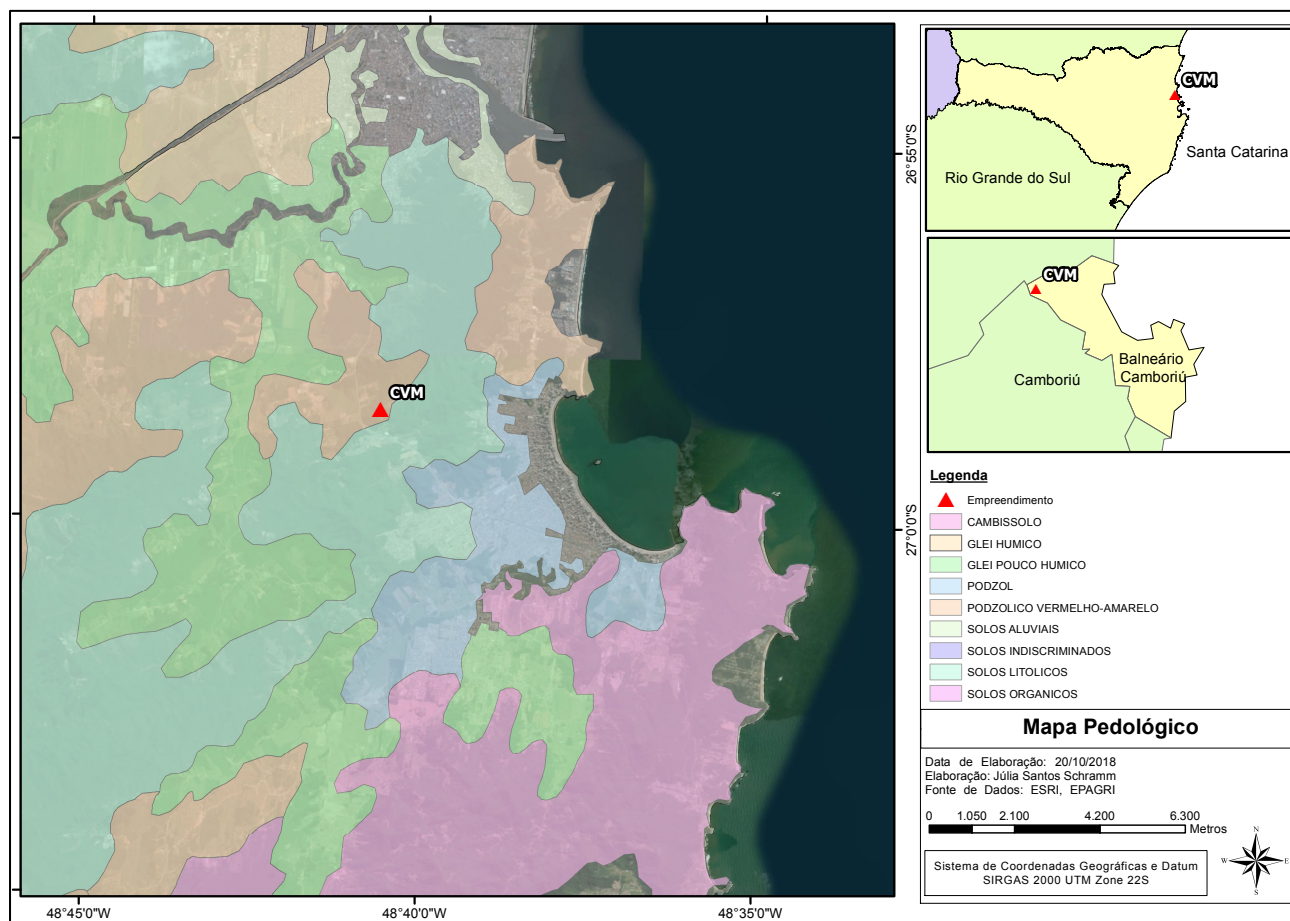 CVM
26°55'0"S
27°0'0"S
48°45'0"W
48°40'0"W
48°35'0"W
CVM
Santa Catarina
Rio Grande do Sul
CVM
Balneário
Camboriú
Camboriú
Legenda
Empreendimento
CAMBISSOLO
GLEI HUMICO
GLEI POUCO HUMICO
PODZOL
PODZOLICO VERMELHO-AMARELO
SOLOS ALUVIAIS
SOLOS INDISCRIMINADOS
SOLOS LITOLICOS
SOLOS ORGANICOS
Mapa Pedológico
Data de Elaboração: 20/10/2018
Elaboração: Júlia Santos Schramm
Fonte de Dados: ESRI, EPAGRI
0 1.050 2.100 4.200 6.300
Metros
N
W E
S
Sistema de Coordenadas Geográficas e Datum
SIRGAS 2000 UTM Zone 22S